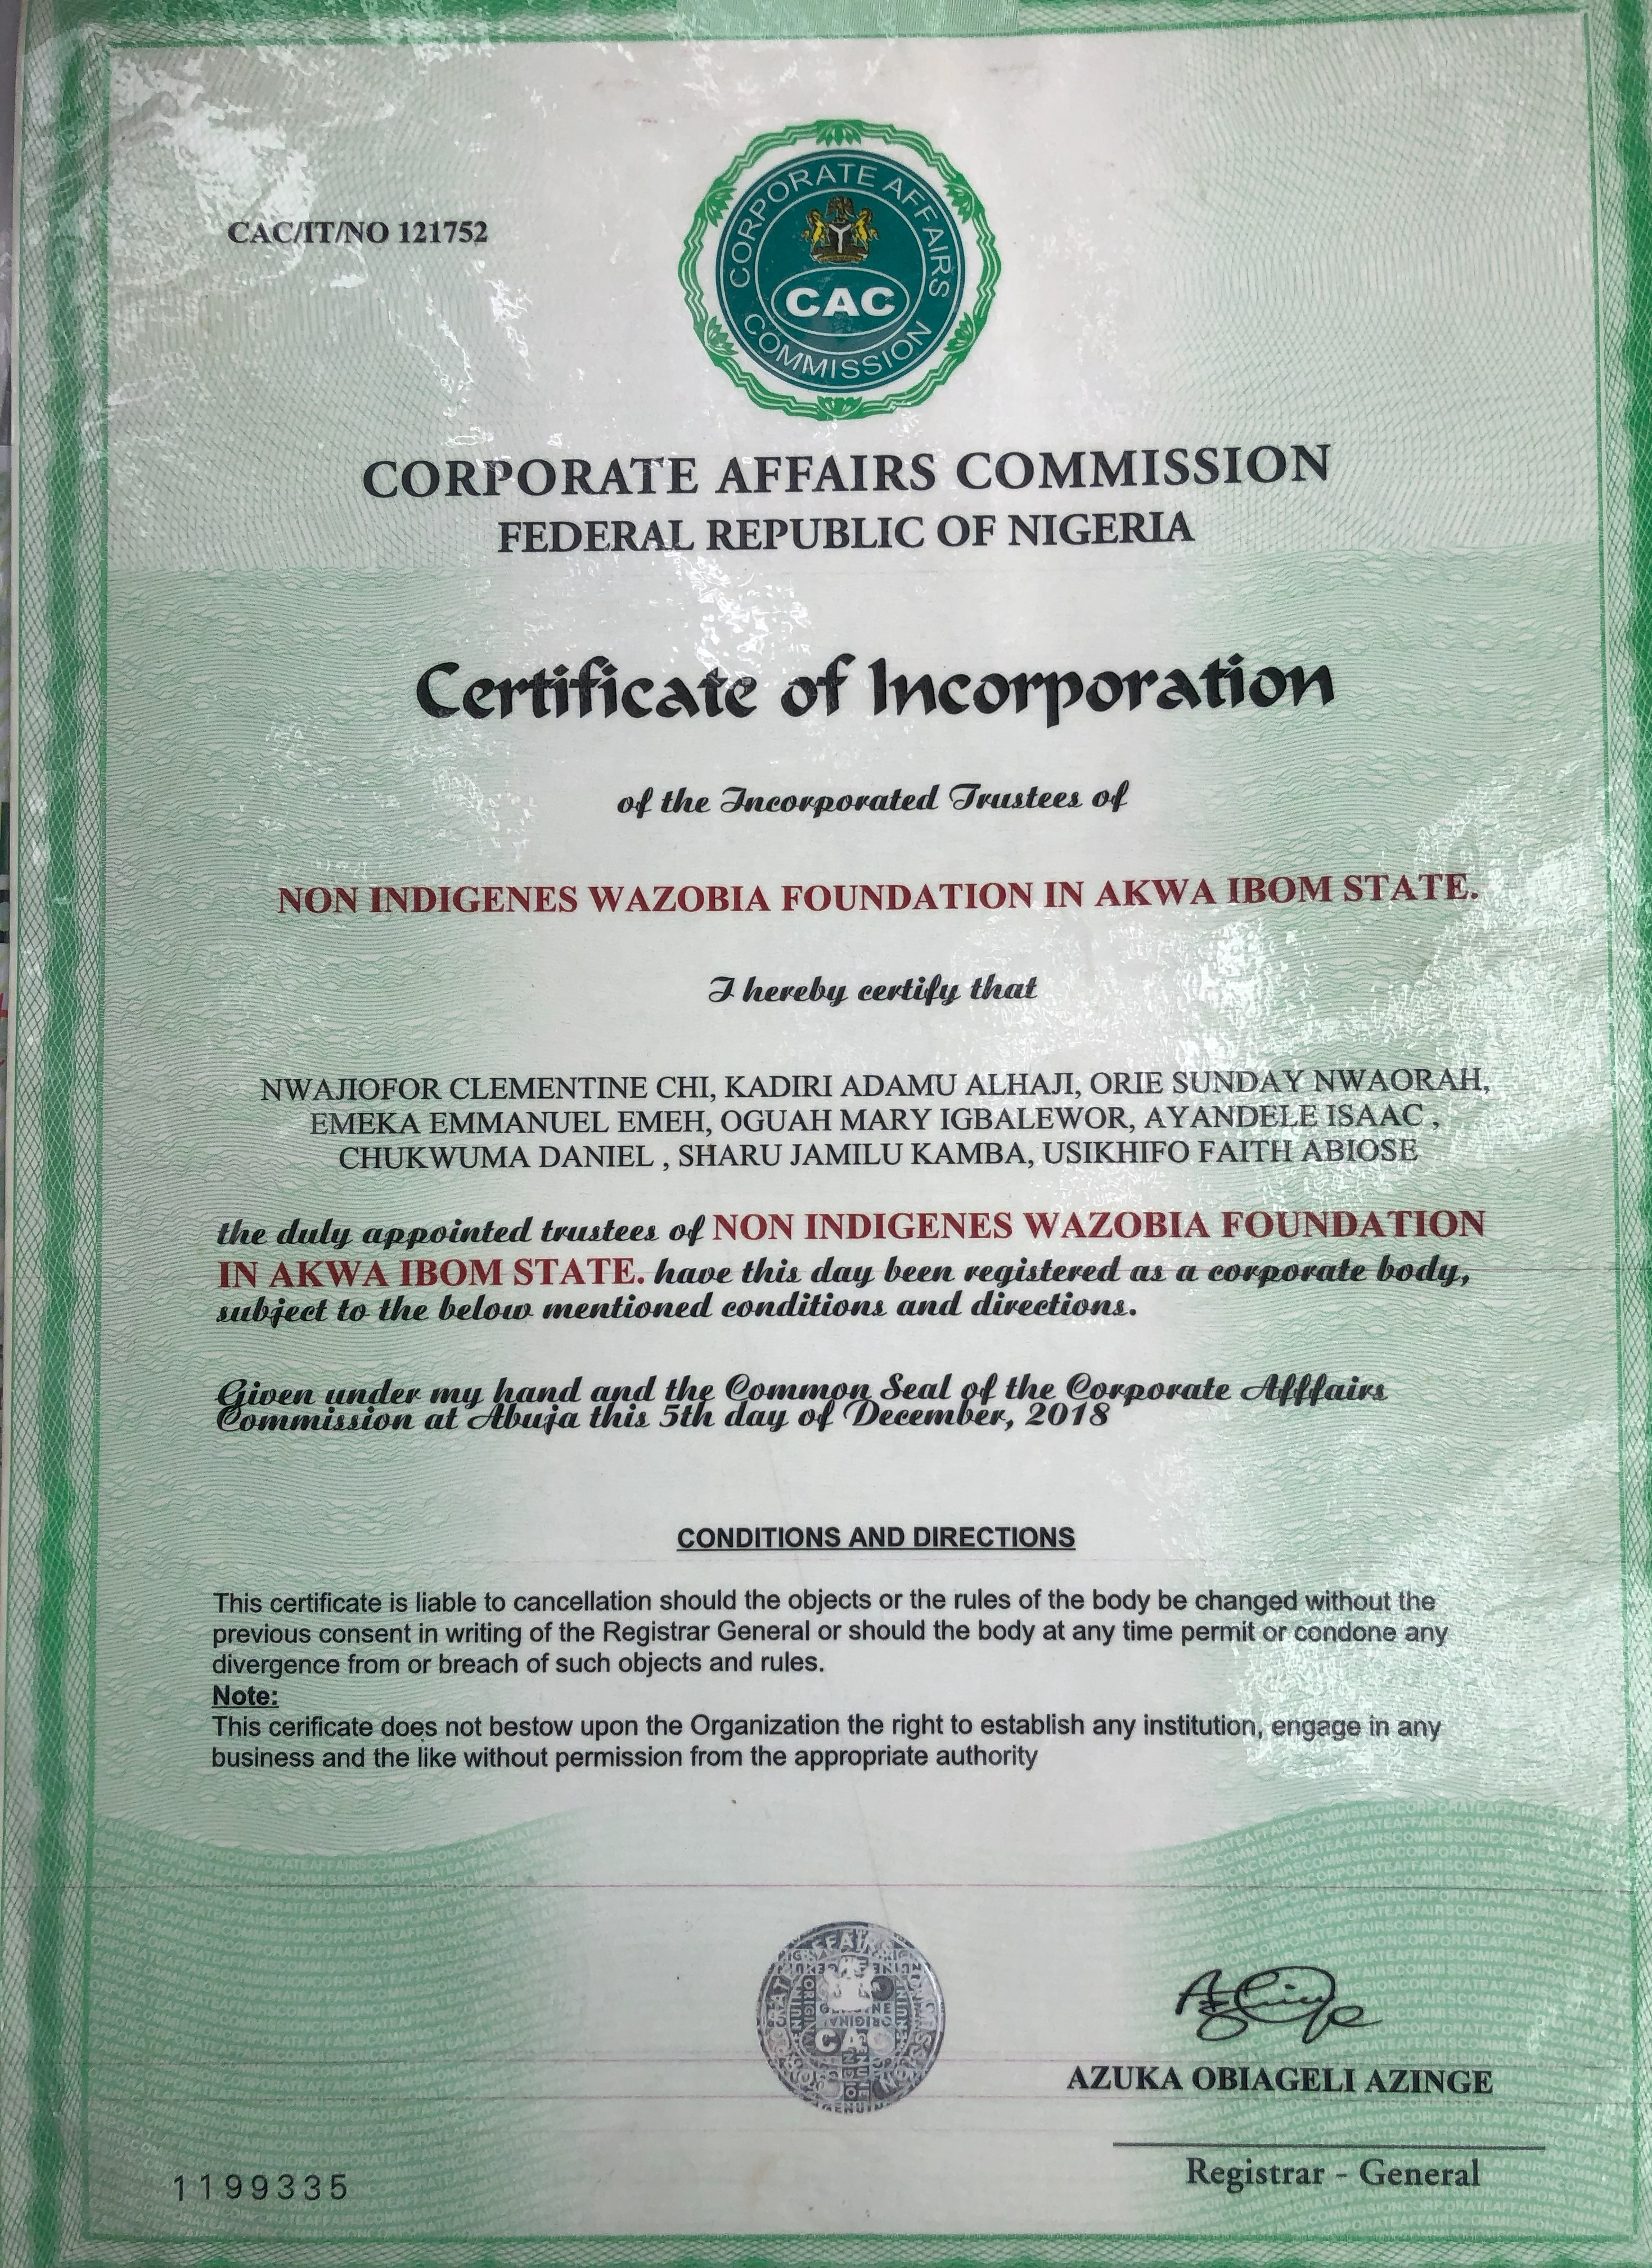 CAC/IT/NO 121752
CORPORATE AFFAIRS COMMISSION
CAC
CORPORATE AFFAIRS COMMISSION
FEDERAL REPUBLIC OF NIGERIA
Certificate of Incorporation
of the Incorporated Trustees of
NON INDIGENES WAZOBIA FOUNDATION IN AKWA IBOM STATE.
I hereby certify that
NWAJIOFOR CLEMENTINE CHI, KADIRI ADAMU ALHAJI, ORIE SUNDAY NWAORAH,
EMEKA EMMANUEL EMEH, OGUAH MARY IGBALEWOR, AYANDELE ISAAC ,
CHUKWUMA DANIEL , SHARU JAMILU KAMBA, USIKHIFO FAITH ABIOSE
the duly appointed trustees of NON INDIGENES WAZOBIA FOUNDATION
IN AKWA IBOM STATE. have this day been registered as a corporate body,
subject to the below mentioned conditions and directions.
Given under my hand and the Common Seal of the Corporate Afffairs
Commission at Abuja this 5th day of December, 2018
CONDITIONS AND DIRECTIONS
This certificate is liable to cancellation should the objects or the rules of the body be changed without the
previous consent in writing of the Registrar General or should the body at any time permit or condone any
divergence from or breach of such objects and rules.
Note:
This cerificate does not bestow upon the Organization the right to establish any institution, engage in any
business and the like without permission from the appropriate authority
CAC
AZUKA OBIAGELI AZINGE
Registrar - General
1199335